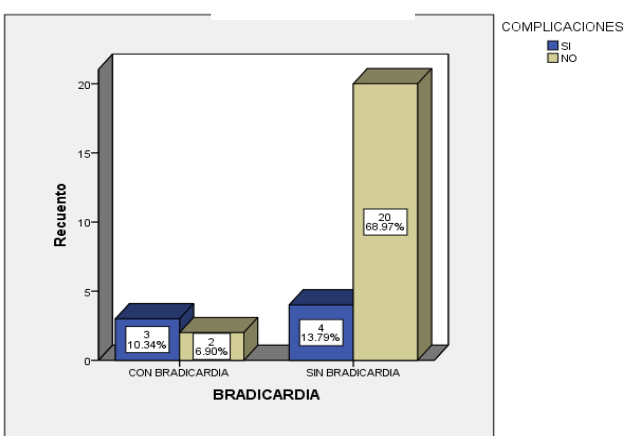 COMPLICACIONES
SI
NO
Recuento
20
15
10
5
0
3
10.34%
2
6.90%
4
13.79%
20
68.97%
CON BRADICARDIA
SIN BRADICARDIA
BRADICARDIA